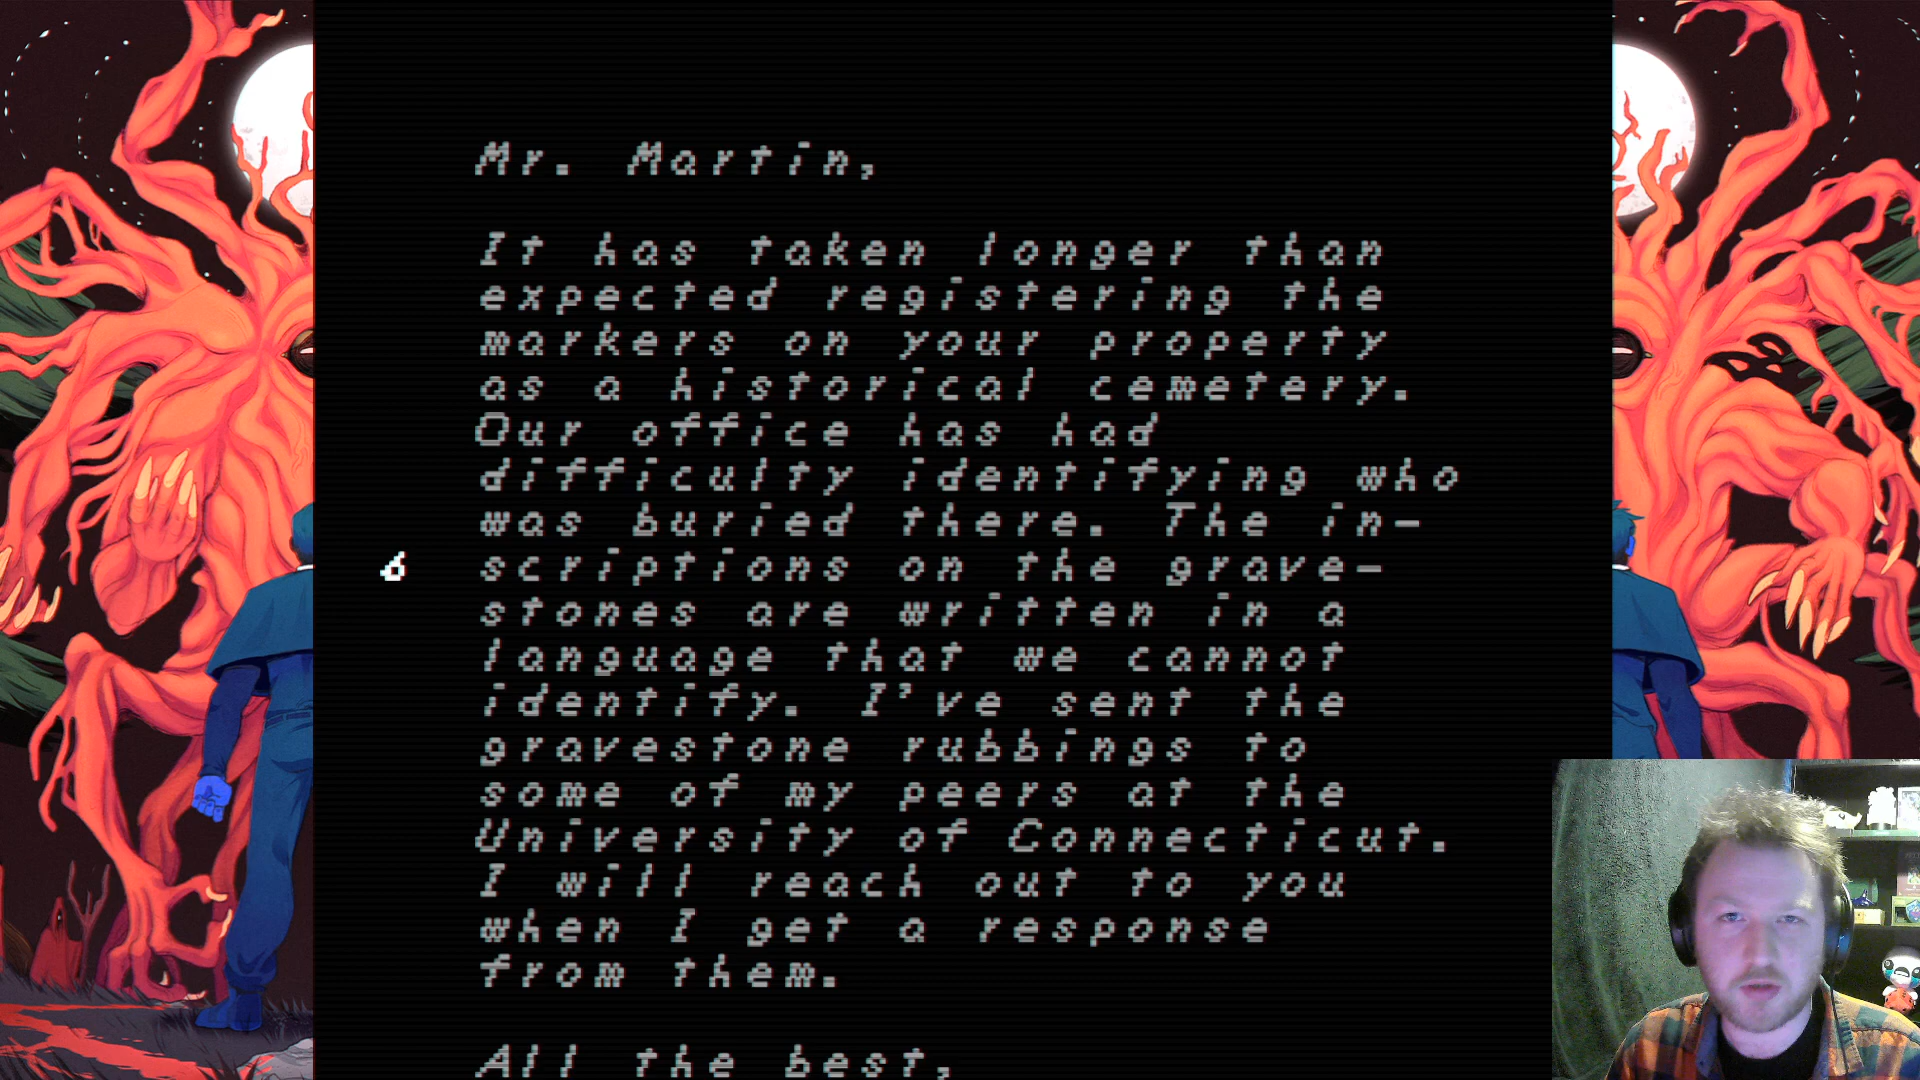 Mr. Martin,
It has taken longer than
expected registering the
markers on your property
as a historical cemetery.
Our office has had
difficulty identifying who
was buried there. The in-
scriptions on the grave-
stones are written in a
language that we cannot
identify. I've sent the
gravestone rubbings to
some of my peers at the
University of Connecticut.
I will reach out to you
when I get a response
from them.
All the best,